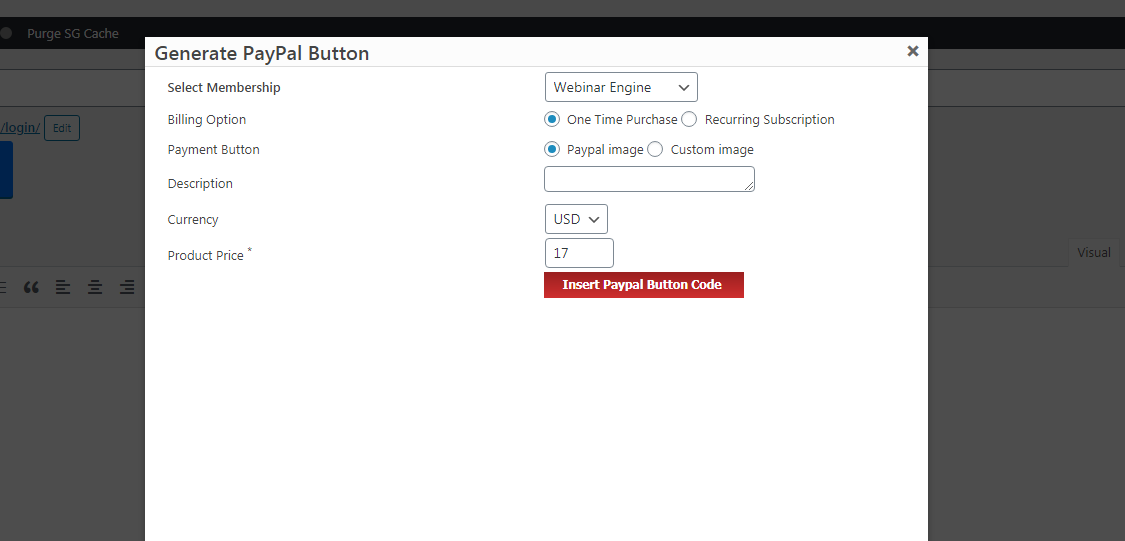 Purge SG Cache
Generate PayPal Button
Select Membership Webinar Engine
/login/ Edit
Billing Option One Time Purchase Recurring Subscription
Payment Button Paypal image Custom image
Description
Currency USD
Product Price * 17
Visual
Insert Paypal Button Code